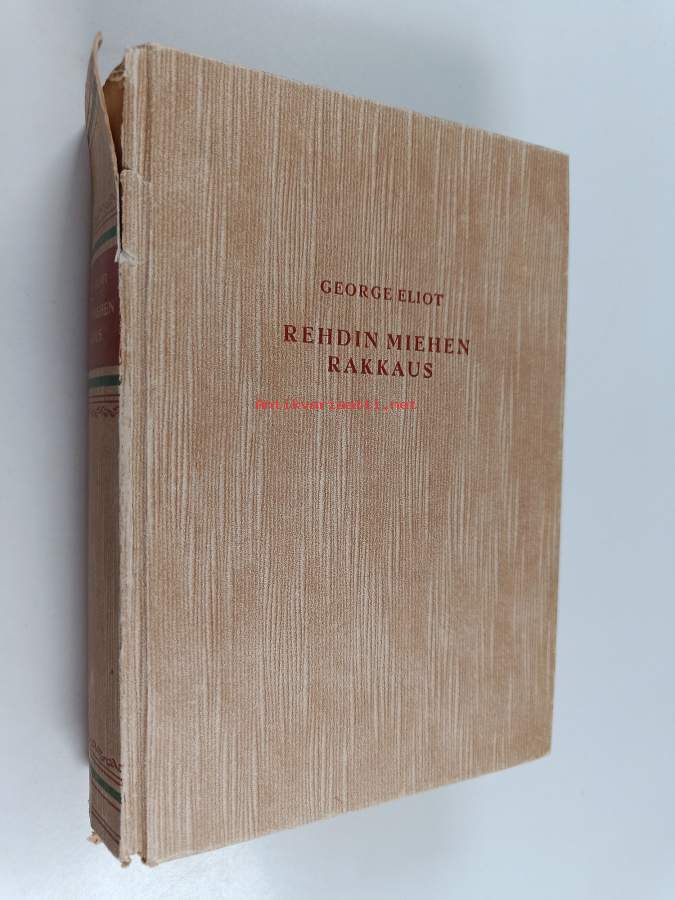 GEORGE ELIOT
REHDIN MIEHEN
RAKKAUS
Antikvariaatti.net